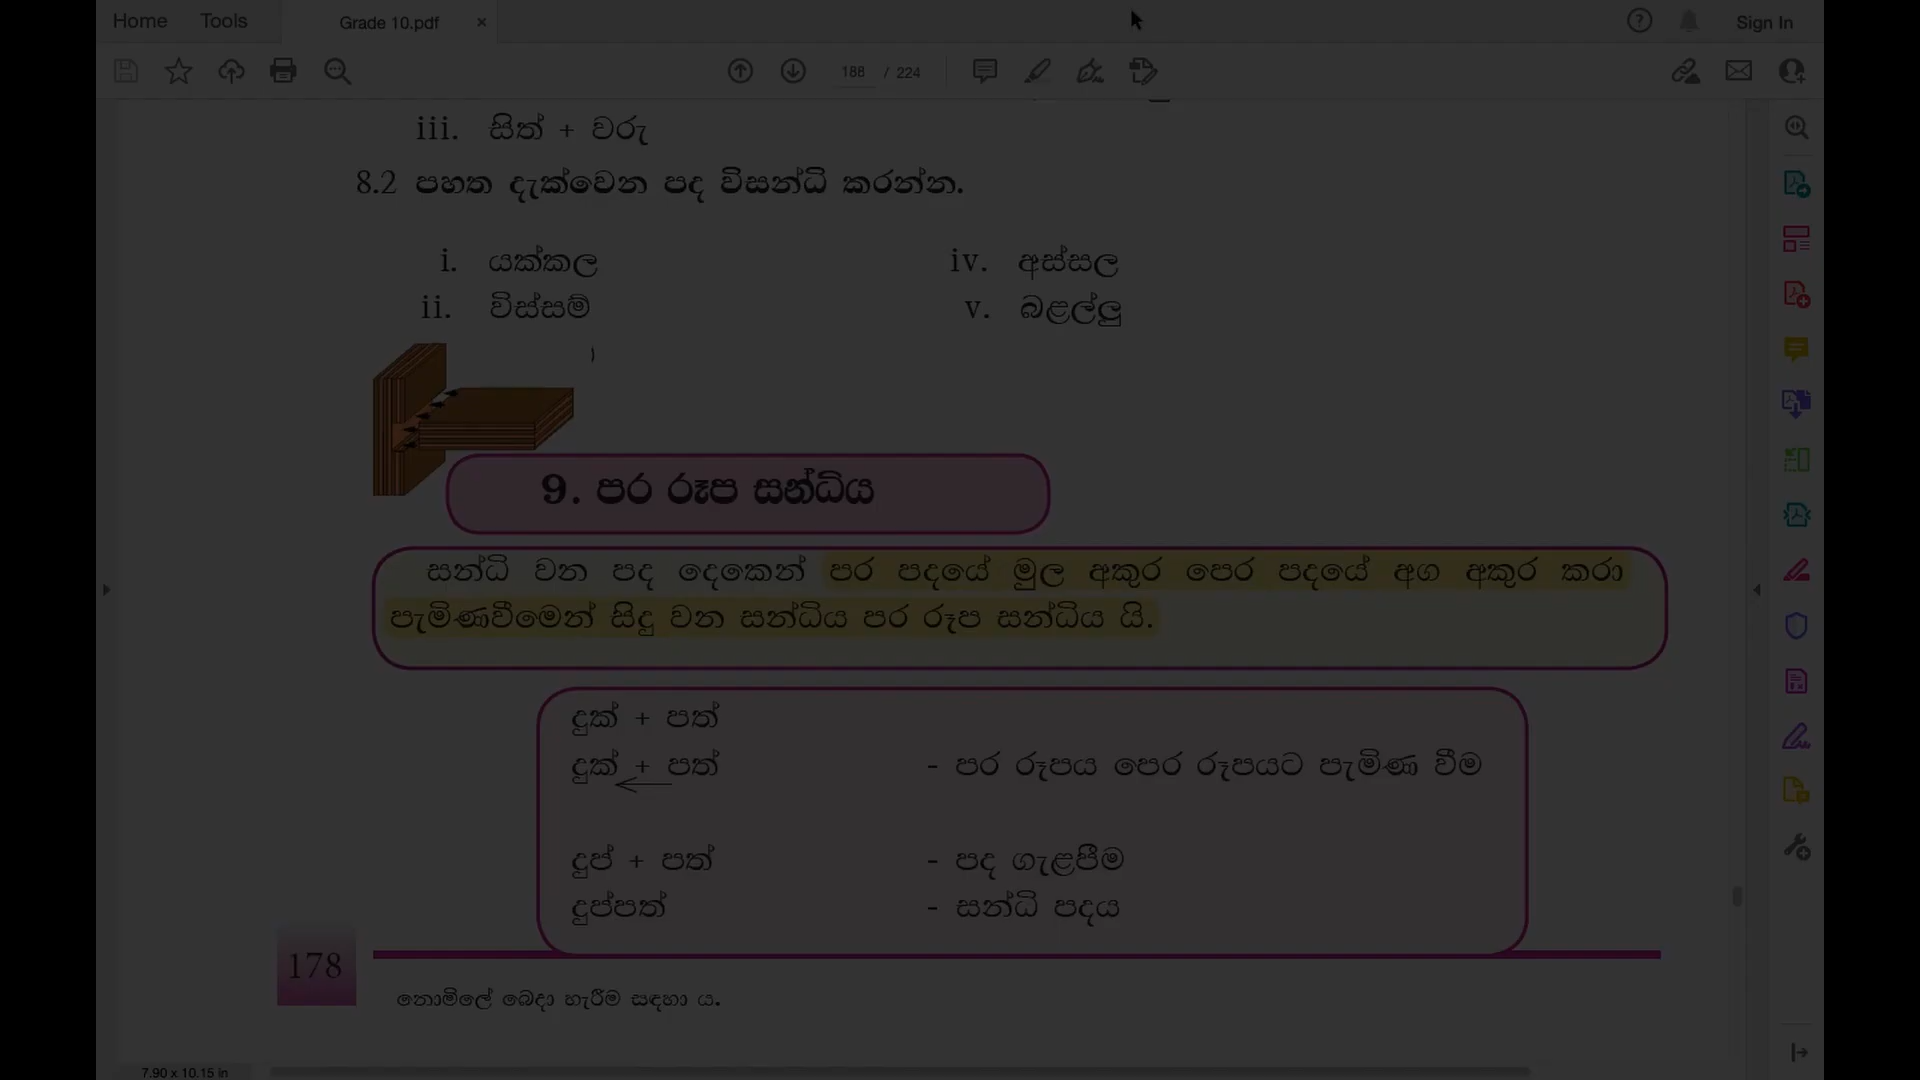 Home Tools Grade 10.pdf × Sign In
188 / 224
iii. සිත් + වරු
8.2 පහත දැක්වෙන පද විසන්ධි කරන්න.
i. යක්කල iv. අස්සල
ii. විස්සම් v. බළල්ලු
9. පර රූප සන්ධිය
සන්ධි වන පද දෙකෙන් පර පදයේ මුල අකුර පෙර පදයේ අග අකුර කරා
පැමිණවීමෙන් සිදු වන සන්ධිය පර රූප සන්ධිය යි.
දුක් + පත්
දුක් + පත් - පර රූපය පෙර රූපයට පැමිණ වීම
දුප් + පත් - පද ගැළපීම
දුප්පත් - සන්ධි පදය
178
නොමිලේ බෙදා හැරීම සඳහා ය.
7.90 x 10.15 in